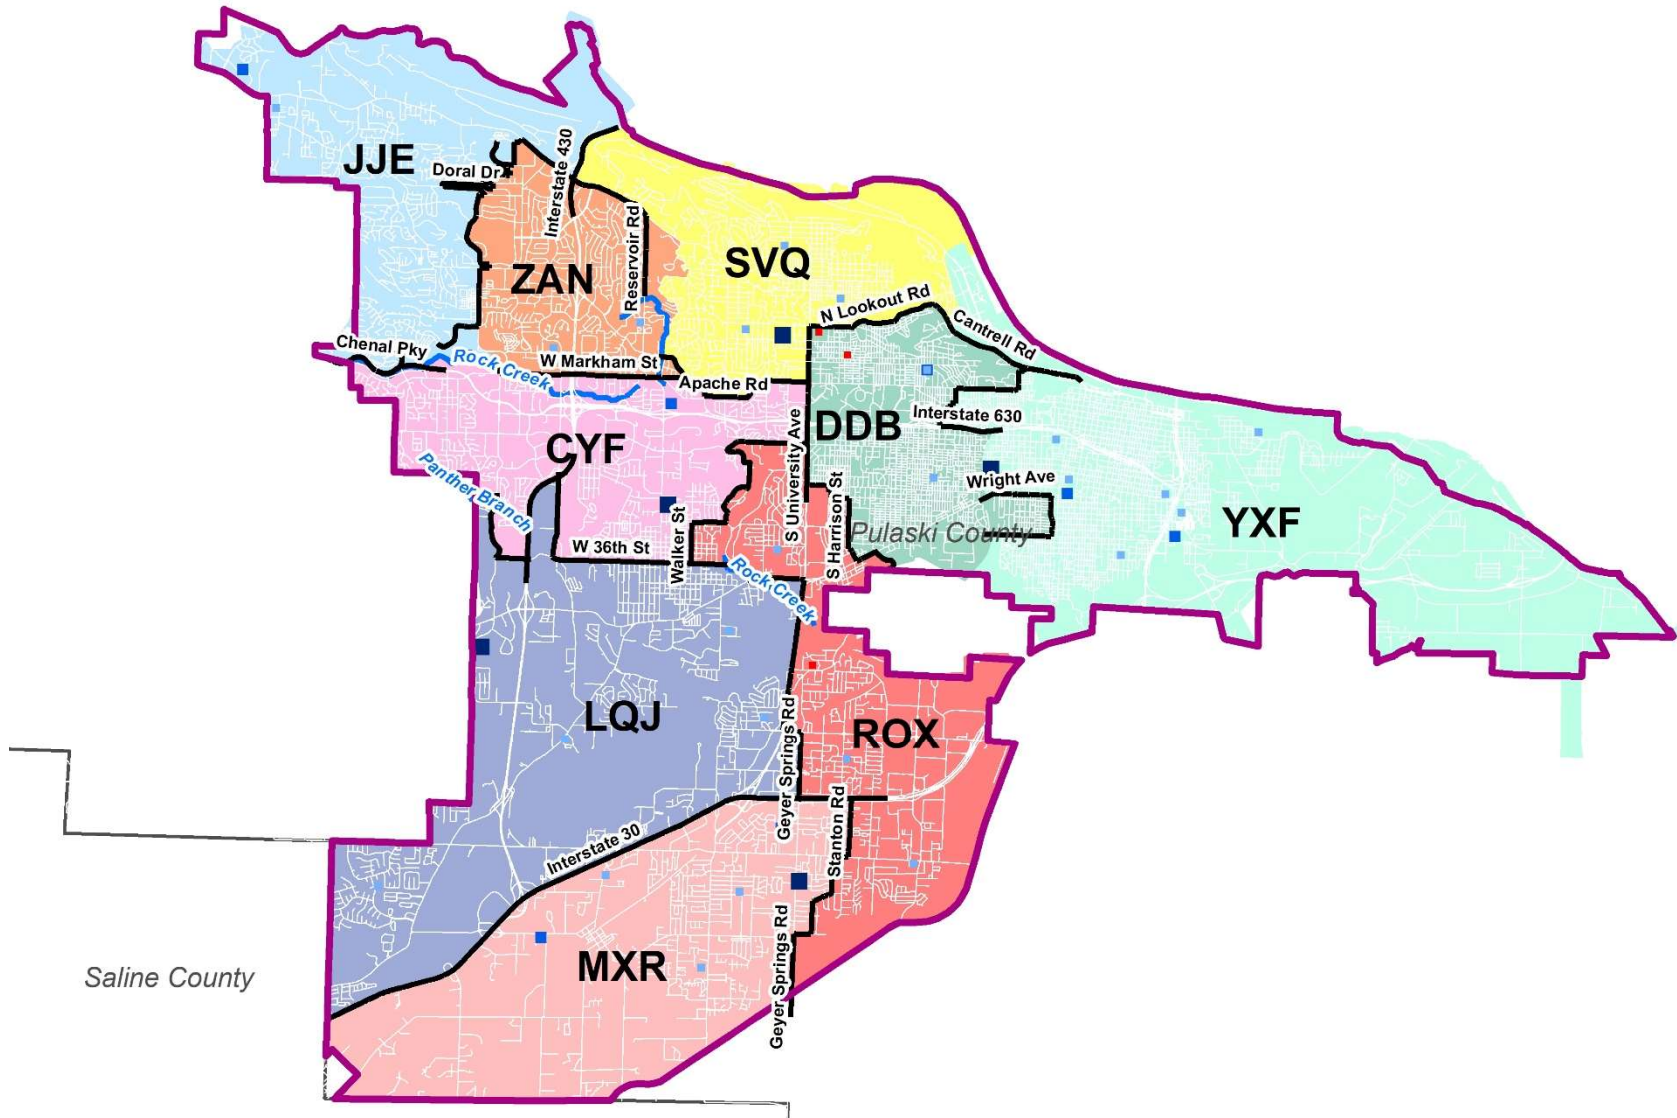 Interstate 430
JJE
Doral Dr
Reservoir Rd
ZAN
SVQ
N Lookout Rd
Cantrell Rd
Chenal Pky
Rock Creek
W Markham St
Apache Rd
Interstate 630
DDB
CYF
S University Ave
Panther Branch
Wright Ave
S Harrison St
YXF
Pulaski County
Walker St
W 36th St
Rock Creek
LQJ
Geyer Springs Rd
ROX
Stanton Rd
Interstate 30
MXR
Geyer Springs Rd
Saline County